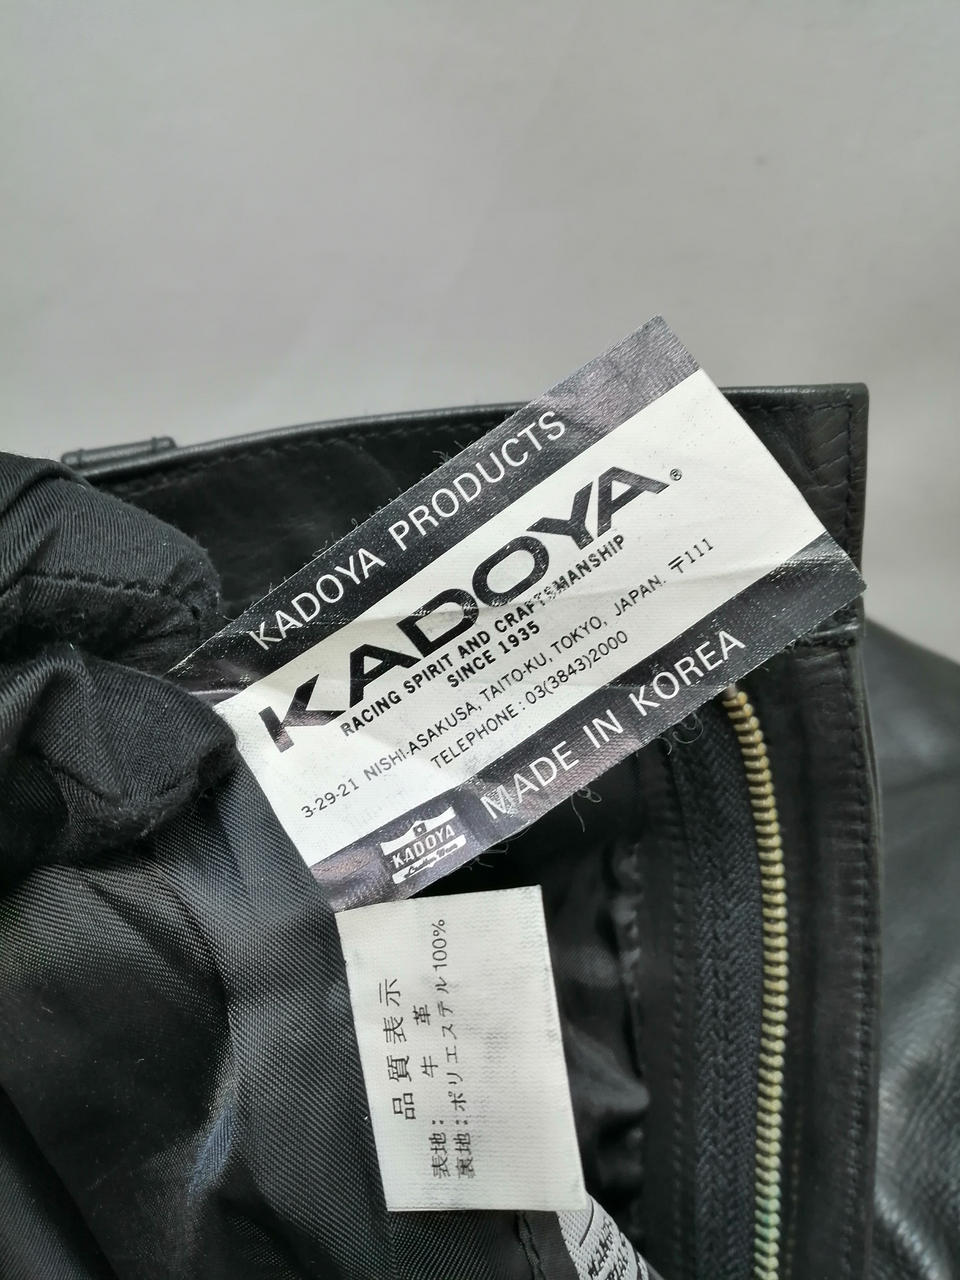 KADOYA PRODUCTS
KADOYA®
RACING SPIRIT AND CRAFTSMANSHIP
SINCE 1935
3-29-21 NISHI-ASAKUSA, TAITO-KU, TOKYO, JAPAN. 〒111
TELEPHONE : 03(3843)2000
KADOYA
MADE IN KOREA
品質表示
表地: 牛革
裏地: ポリエステル100%